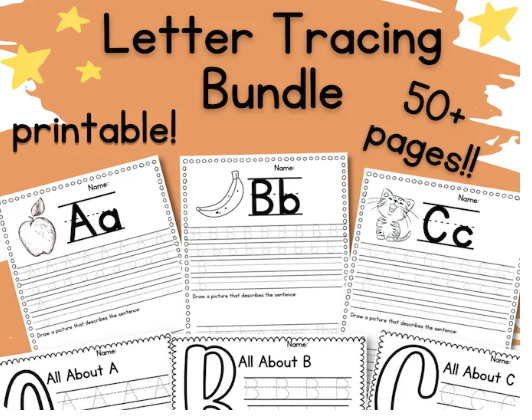 Letter Tracing
Bundle
printable!
50+
pages!!
Name:
Aa
Draw a picture that describes the sentence:
Name:
Bb
B B B B B B B B B
Draw a picture that describes the sentence:
Name:
Cc
Draw a picture that describes the sentence:
Name:
All About A
A A A A A
Name:
B
All About B
B B B B B
Name:
C
All About C